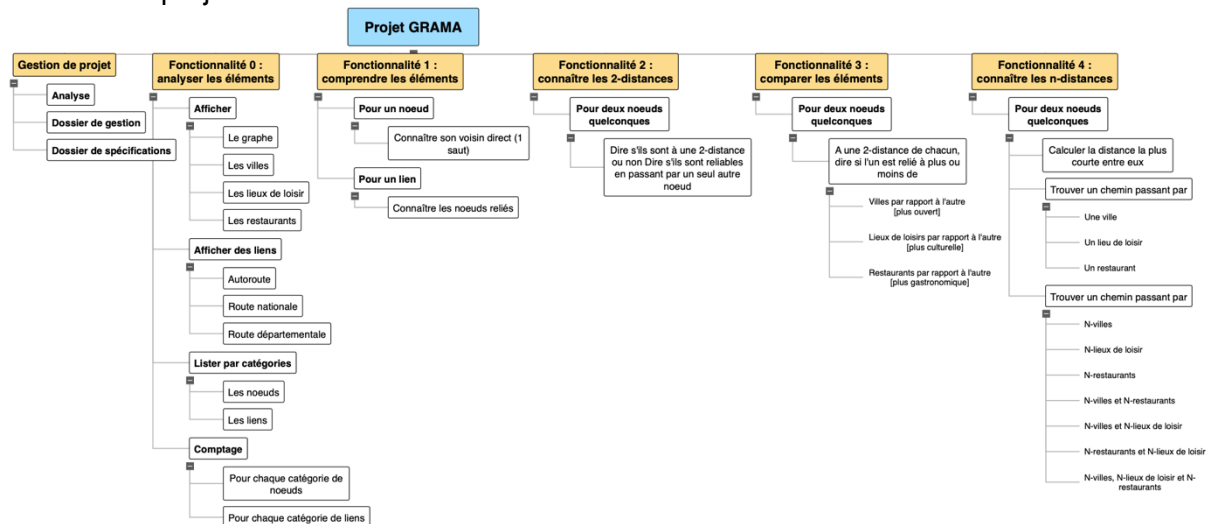 Projet GRAMA
Gestion de projet
Analyse
Dossier de gestion
Dossier de spécifications
Fonctionnalité 0 :
analyser les éléments
Afficher
Le graphe
Les villes
Les lieux de loisir
Les restaurants
Afficher des liens
Autoroute
Route nationale
Route départementale
Lister par catégories
Les noeuds
Les liens
Comptage
Pour chaque catégorie de
noeuds
Pour chaque catégorie de liens
Fonctionnalité 1 :
comprendre les éléments
Pour un noeud
Connaître son voisin direct (1
saut)
Pour un lien
Connaître les noeuds reliés
Fonctionnalité 2 :
connaître les 2-distances
Pour deux noeuds
quelconques
Dire s'ils sont à une 2-distance
ou non Dire s'ils sont reliables
en passant par un seul autre
noeud
Fonctionnalité 3 :
comparer les éléments
Pour deux noeuds
quelconques
A une 2-distance de chacun,
dire si l'un est relié à plus ou
moins de
Villes par rapport à l'autre
[plus ouvert]
Lieux de loisirs par rapport à l'autre
[plus culturelle]
Restaurants par rapport à l'autre
[plus gastronomique]
Fonctionnalité 4 :
connaître les n-distances
Pour deux noeuds
quelconques
Calculer la distance la plus
courte entre eux
Trouver un chemin passant par
Une ville
Un lieu de loisir
Un restaurant
Trouver un chemin passant par
N-villes
N-lieux de loisir
N-restaurants
N-villes et N-restaurants
N-villes et N-lieux de loisir
N-restaurants et N-lieux de loisir
N-villes, N-lieux de loisir et N-
restaurants